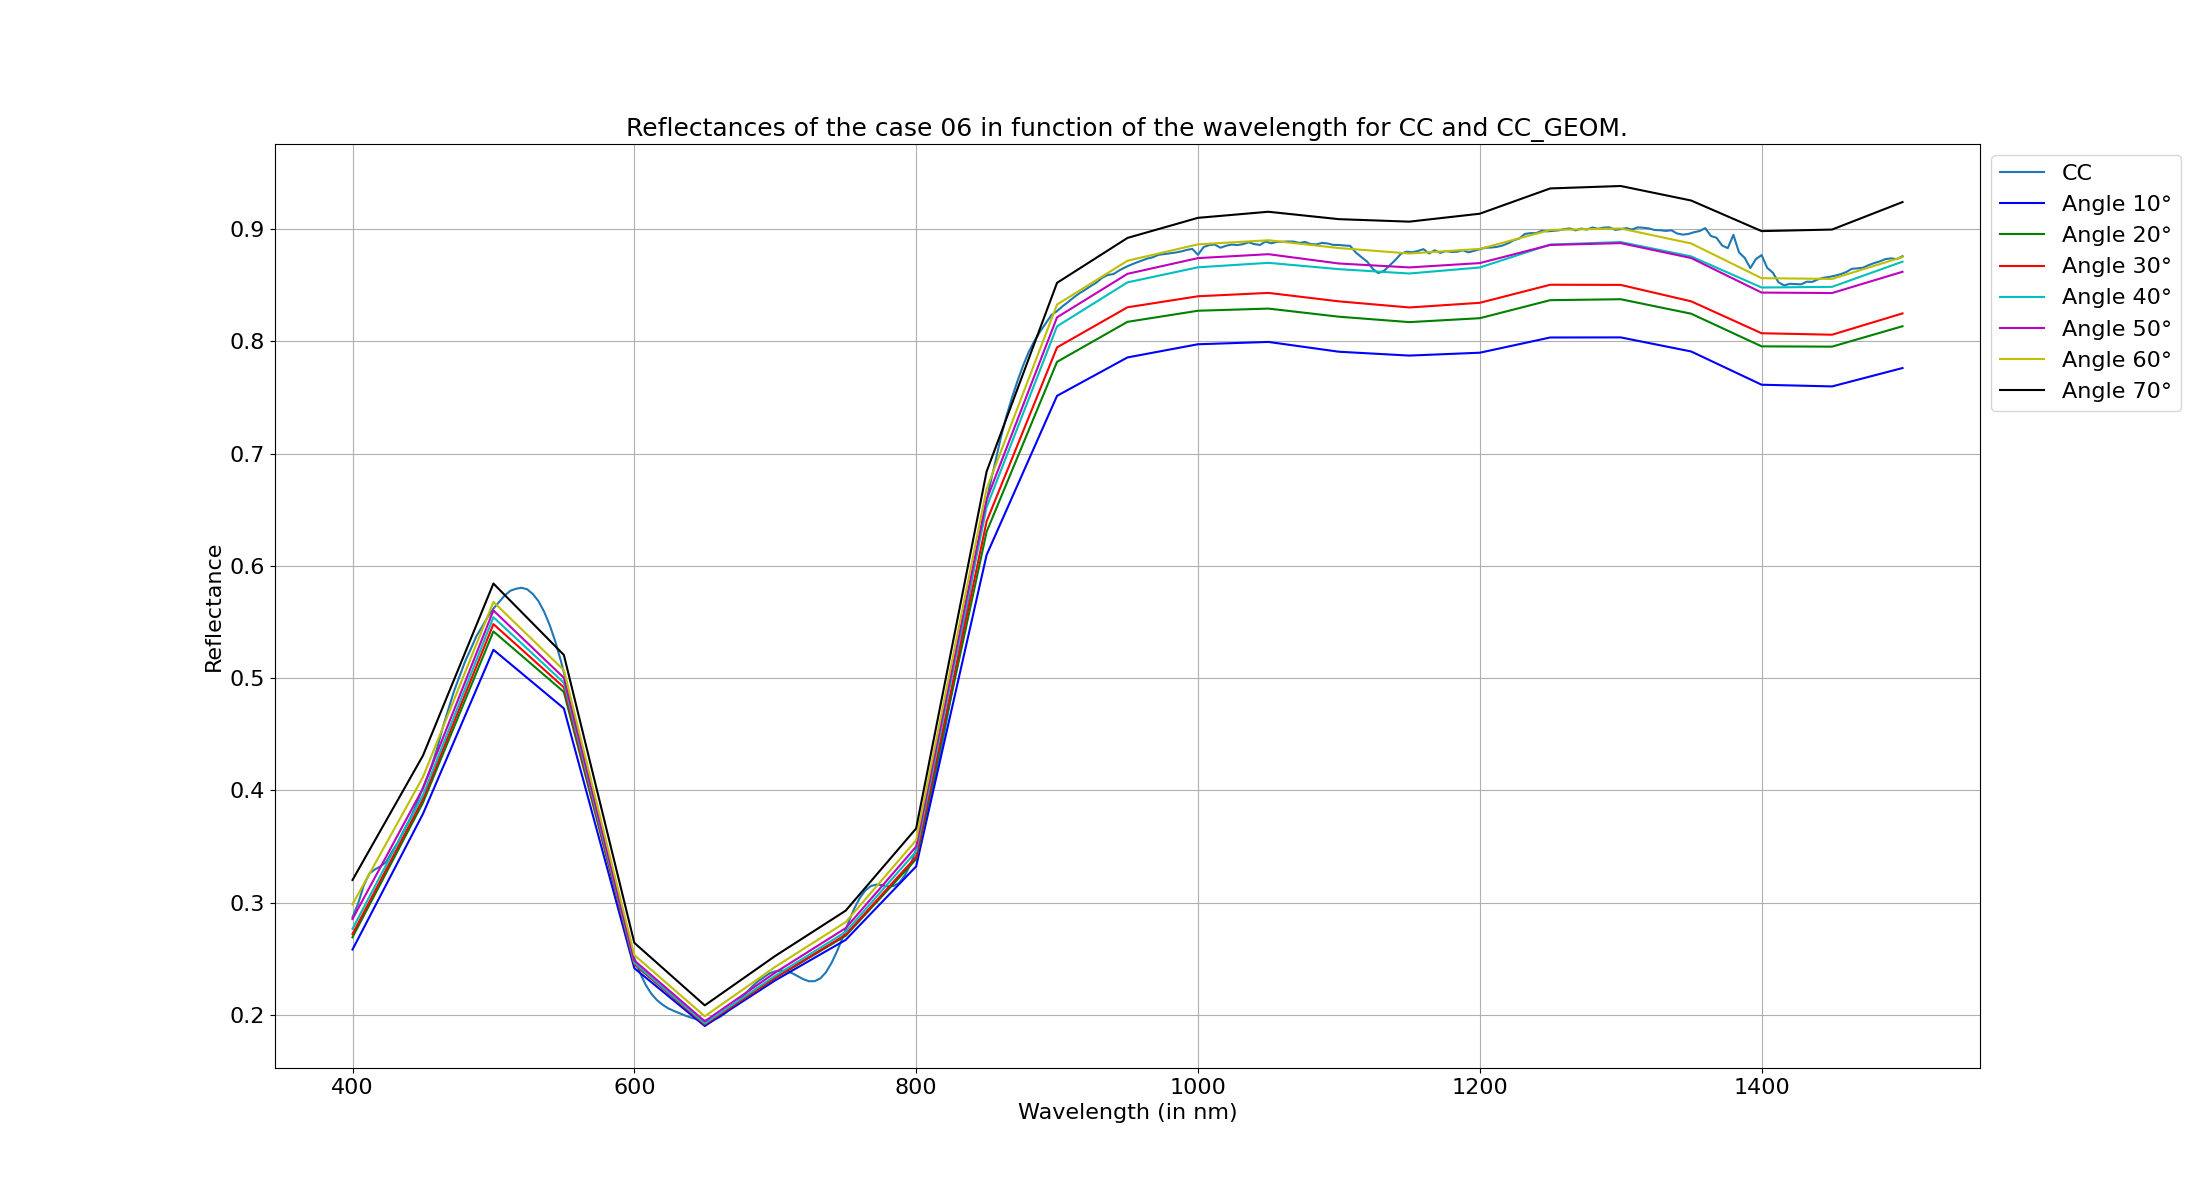 Reflectances of the case 06 in function of the wavelength for CC and CC_GEOM.
CC
Angle 10°
Angle 20°
Angle 30°
Angle 40°
Angle 50°
Angle 60°
Angle 70°
Reflectance
0.9
0.8
0.7
0.6
0.5
0.4
0.3
0.2
400 600 800 1000 1200 1400
Wavelength (in nm)